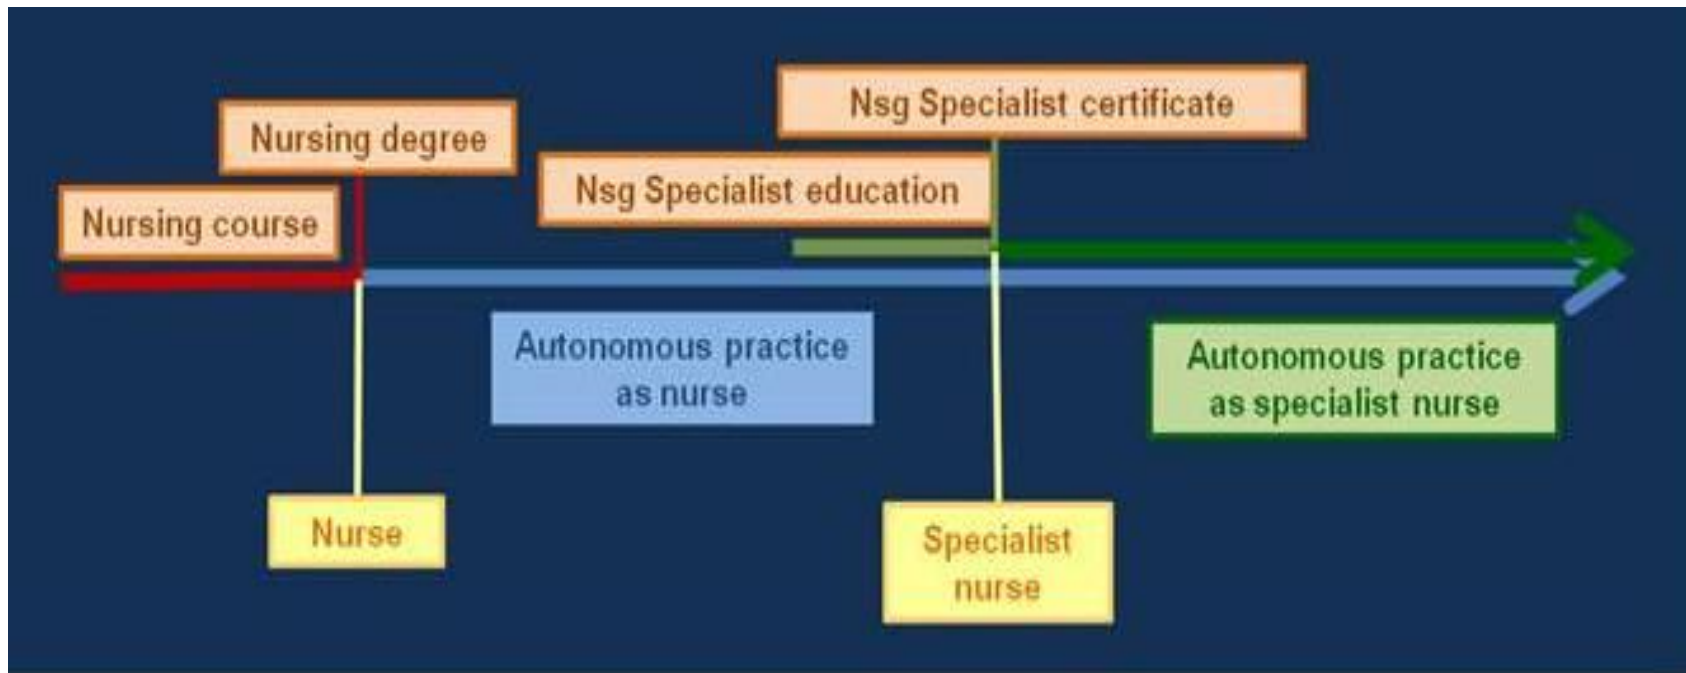 Nsg Specialist certificate
Nursing degree
Nsg Specialist education
Nursing course
Autonomous practice
as nurse
Autonomous practice
as specialist nurse
Nurse
Specialist
nurse